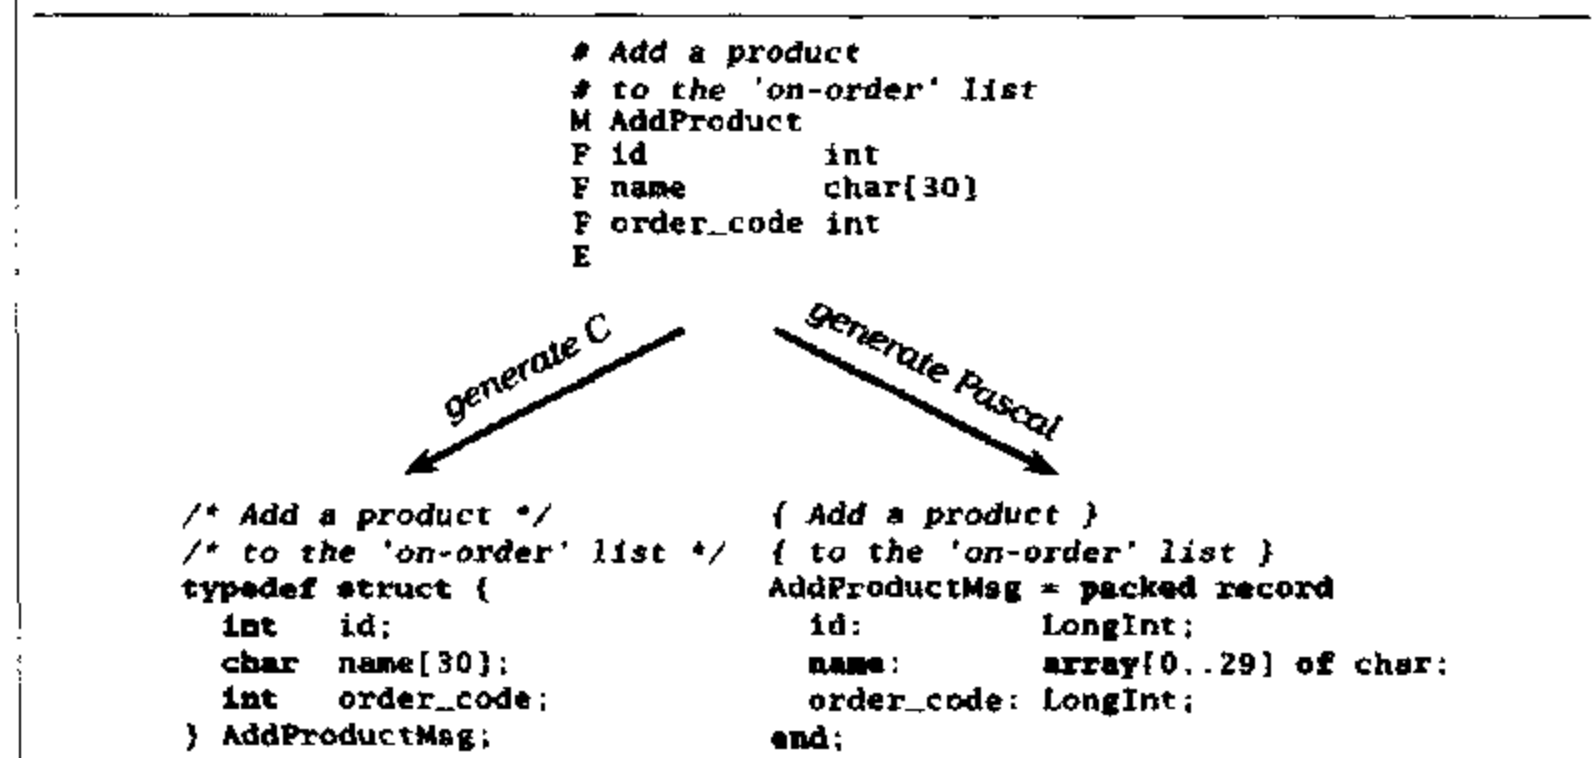 # Add a product
# to the 'on-order' list
M AddProduct
F id int
F name char[30]
F order_code int
E
generate C
generate Pascal
/* Add a product */
/* to the 'on-order' list */
typedef struct {
int id;
char name[30];
int order_code;
} AddProductMsg;
{ Add a product }
{ to the 'on-order' list }
AddProductMsg = packed record
id: LongInt;
name: array[0..29] of char;
order_code: LongInt;
end;